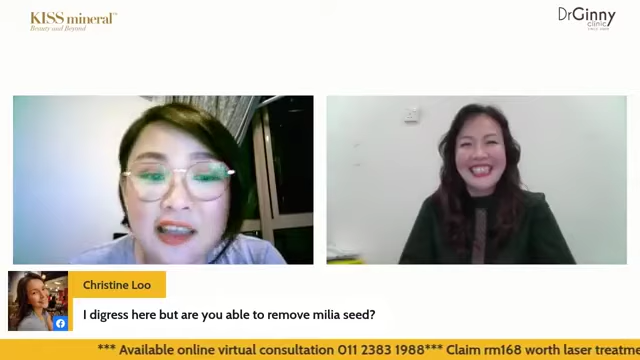 KISS mineral™
Beauty and Beyond
DrGinny
clinic
Christine Loo
I digress here but are you able to remove milia seed?
*** Available online virtual consultation 011 2383 1988*** Claim rm168 worth laser treatme